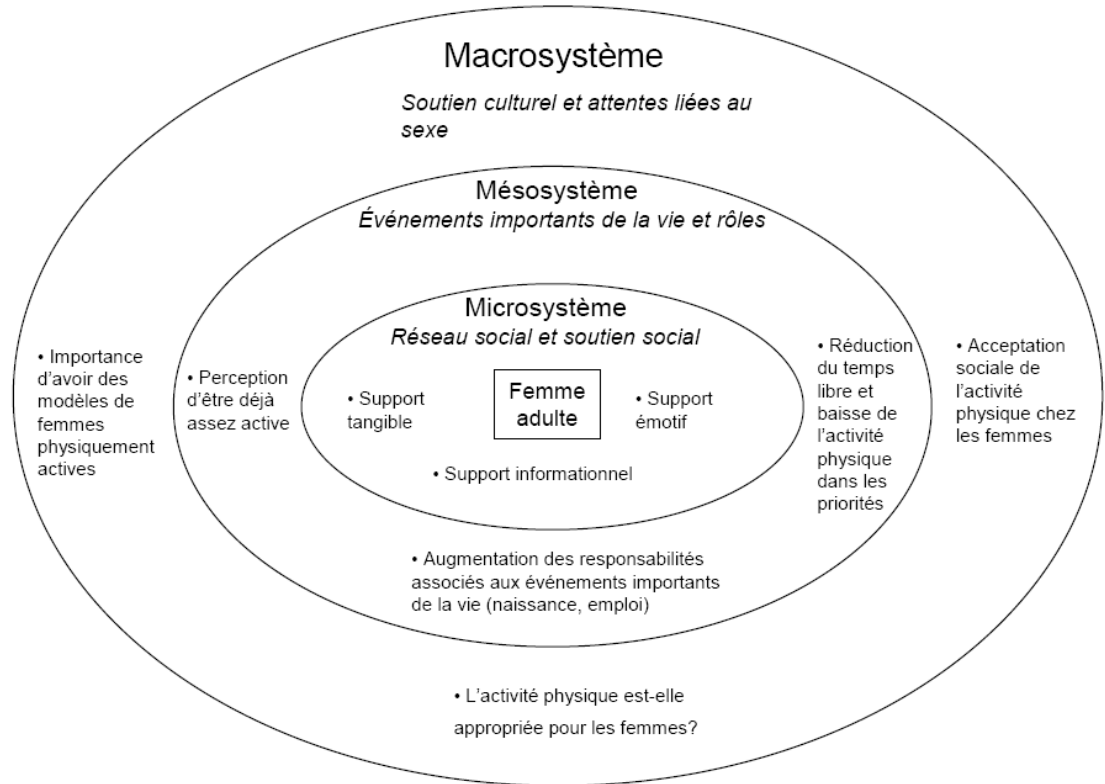 Macrosystème
Soutien culturel et attentes liées au
sexe
Mésosystème
Événements importants de la vie et rôles
Microsystème
Réseau social et soutien social
• Importance
d'avoir des
modèles de
femmes
physiquement
actives
• Perception
d'être déjà
assez active
• Support
tangible
Femme
adulte
• Support
émotif
• Support informationnel
• Réduction
du temps
libre et
baisse de
l'activité
physique
dans les
priorités
• Acceptation
sociale de
l'activité
physique chez
les femmes
• Augmentation des responsabilités
associés aux événements importants
de la vie (naissance, emploi)
• L'activité physique est-elle
appropriée pour les femmes?